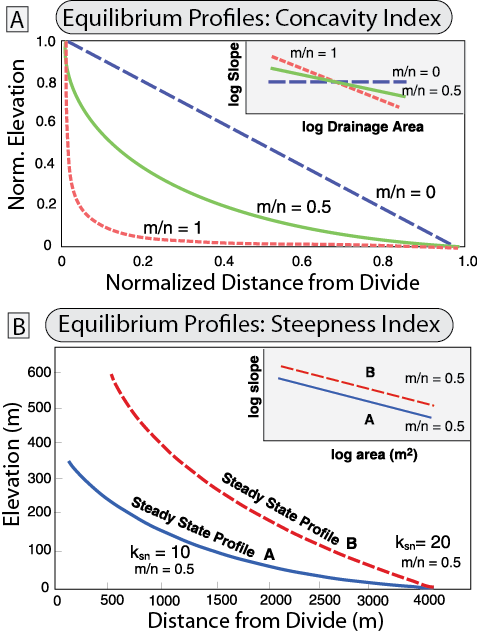 A
Equilibrium Profiles: Concavity Index
Norm. Elevation
1.0
0.8
0.6
0.4
0.2
0
log Slope
m/n = 1
m/n = 0
m/n = 0.5
log Drainage Area
m/n = 0
m/n = 0.5
m/n = 1
0
0.2
0.4
0.6
0.8
1.0
Normalized Distance from Divide
B
Equilibrium Profiles: Steepness Index
Elevation (m)
600
500
400
300
200
100
0
log slope
B
m/n = 0.5
A
m/n = 0.5
log area (m²)
Steady State Profile B
Steady State Profile A
ksn = 10
m/n = 0.5
ksn= 20
m/n = 0.5
0
500
1000
1500
2000
2500
3000
4000
Distance from Divide (m)